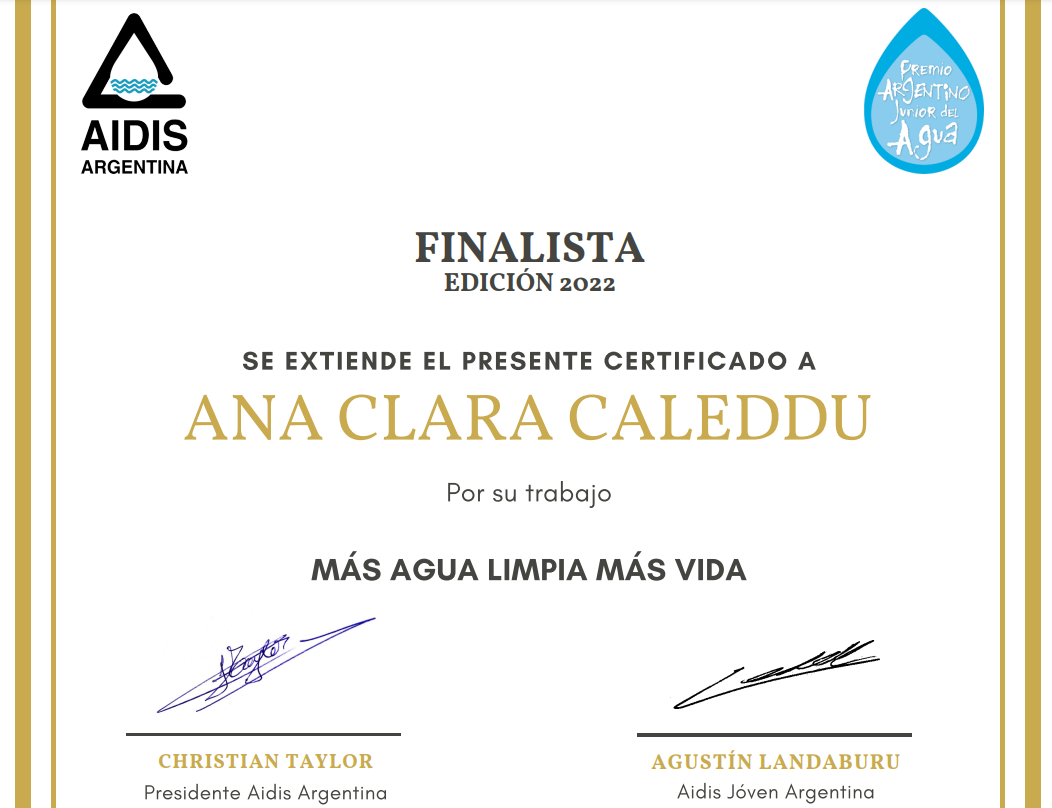 AIDIS
ARGENTINA
PREMIO
ARGENTINO
JUNIOR DEL
Agua
FINALISTA
EDICIÓN 2022
SE EXTIENDE EL PRESENTE CERTIFICADO A
ANA CLARA CALEDDU
Por su trabajo
MÁS AGUA LIMPIA MÁS VIDA
CHRISTIAN TAYLOR
Presidente Aidis Argentina
AGUSTÍN LANDABURU
Aidis Jóven Argentina